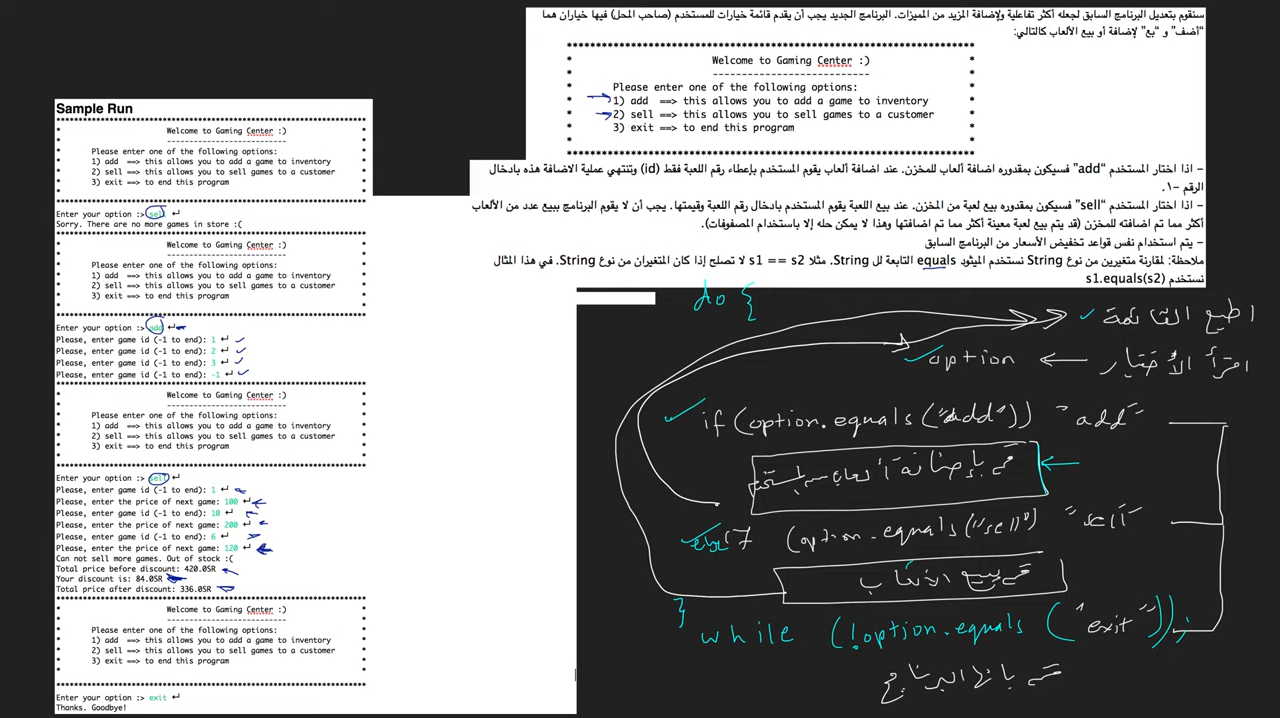 سنقوم بتعديل البرنامج السابق لجعله أكثر تفاعلية ولإضافة المزيد من الميزات. البرنامج الجديد يجب أن يقدم قائمة خيارات للمستخدم (صاحب المحل) فيها خياران هما
"أضف" و "بع" لإضافة أو بيع الألعاب كالتالي:
***********************************************************************
* Welcome to Gaming Center :) *
* ---------------------------- *
* Please enter one of the following options: *
* 1) add ==> this allows you to add a game to inventory *
* 2) sell ==> this allows you to sell games to a customer *
* 3) exit ==> to end this program *
***********************************************************************
- اذا اختار المستخدم "add" فسيكون بمقدوره اضافة ألعاب للمخزن. عند اضافة ألعاب يقوم المستخدم بإعطاء رقم اللعبة فقط (id) وتنتهي عملية الاضافة هذه بادخال
الرقم -١.
- اذا اختار المستخدم "sell" فسيكون بمقدوره بيع لعبة من المخزن. عند بيع اللعبة يقوم المستخدم بادخال رقم اللعبة وقيمتها. يجب أن لا يقوم البرنامج ببيع عدد من الألعاب
أكثر مما تم اضافته للمخزن (قد يتم بيع لعبة معينة أكثر مما تم اضافتها وهذا لا يمكن حله إلا باستخدام المصفوفات).
- يتم استخدام نفس قواعد تخفيض الأسعار من البرنامج السابق
ملاحظة: لمقارنة متغيرين من نوع String نستخدم الميثود equals التابعة لل String. مثلا s1 == s2 لا تصلح إذا كان المتغيران من نوع String. في هذا المثال
نستخدم s1.equals(s2)
Sample Run
***********************************************************************
* Welcome to Gaming Center :) *
* ---------------------------- *
* Please enter one of the following options: *
* 1) add ==> this allows you to add a game to inventory *
* 2) sell ==> this allows you to sell games to a customer *
* 3) exit ==> to end this program *
***********************************************************************
Enter your option :> sell ↵
Sorry. There are no more games in store :(
***********************************************************************
* Welcome to Gaming Center :) *
* ---------------------------- *
* Please enter one of the following options: *
* 1) add ==> this allows you to add a game to inventory *
* 2) sell ==> this allows you to sell games to a customer *
* 3) exit ==> to end this program *
***********************************************************************
Enter your option :> add ↵
Please, enter game id (-1 to end): 1 ↵
Please, enter game id (-1 to end): 2 ↵
Please, enter game id (-1 to end): 3 ↵
Please, enter game id (-1 to end): -1 ↵
***********************************************************************
* Welcome to Gaming Center :) *
* ---------------------------- *
* Please enter one of the following options: *
* 1) add ==> this allows you to add a game to inventory *
* 2) sell ==> this allows you to sell games to a customer *
* 3) exit ==> to end this program *
***********************************************************************
Enter your option :> sell ↵
Please, enter game id (-1 to end): 1 ↵
Please, enter the price of next game: 100 ↵
Please, enter game id (-1 to end): 10 ↵
Please, enter the price of next game: 200 ↵
Please, enter game id (-1 to end): 6 ↵
Please, enter the price of next game: 120 ↵
Can not sell more games. Out of stock :(
Total price before discount: 420.0SR
Your discount is: 84.0SR
Total price after discount: 336.0SR
***********************************************************************
* Welcome to Gaming Center :) *
* ---------------------------- *
* Please enter one of the following options: *
* 1) add ==> this allows you to add a game to inventory *
* 2) sell ==> this allows you to sell games to a customer *
* 3) exit ==> to end this program *
***********************************************************************
Enter your option :> exit ↵
Thanks. Goodbye!
do {
اطبع القائمة
اقرأ الأختيار ← option
if (option.equals("add")) "add"
قم بإضافة ألعاب
else if (option.equals("sell") "sell"
قم ببيع الألعاب
} while (!option.equals("exit"));
قم بانهاء البرنامج